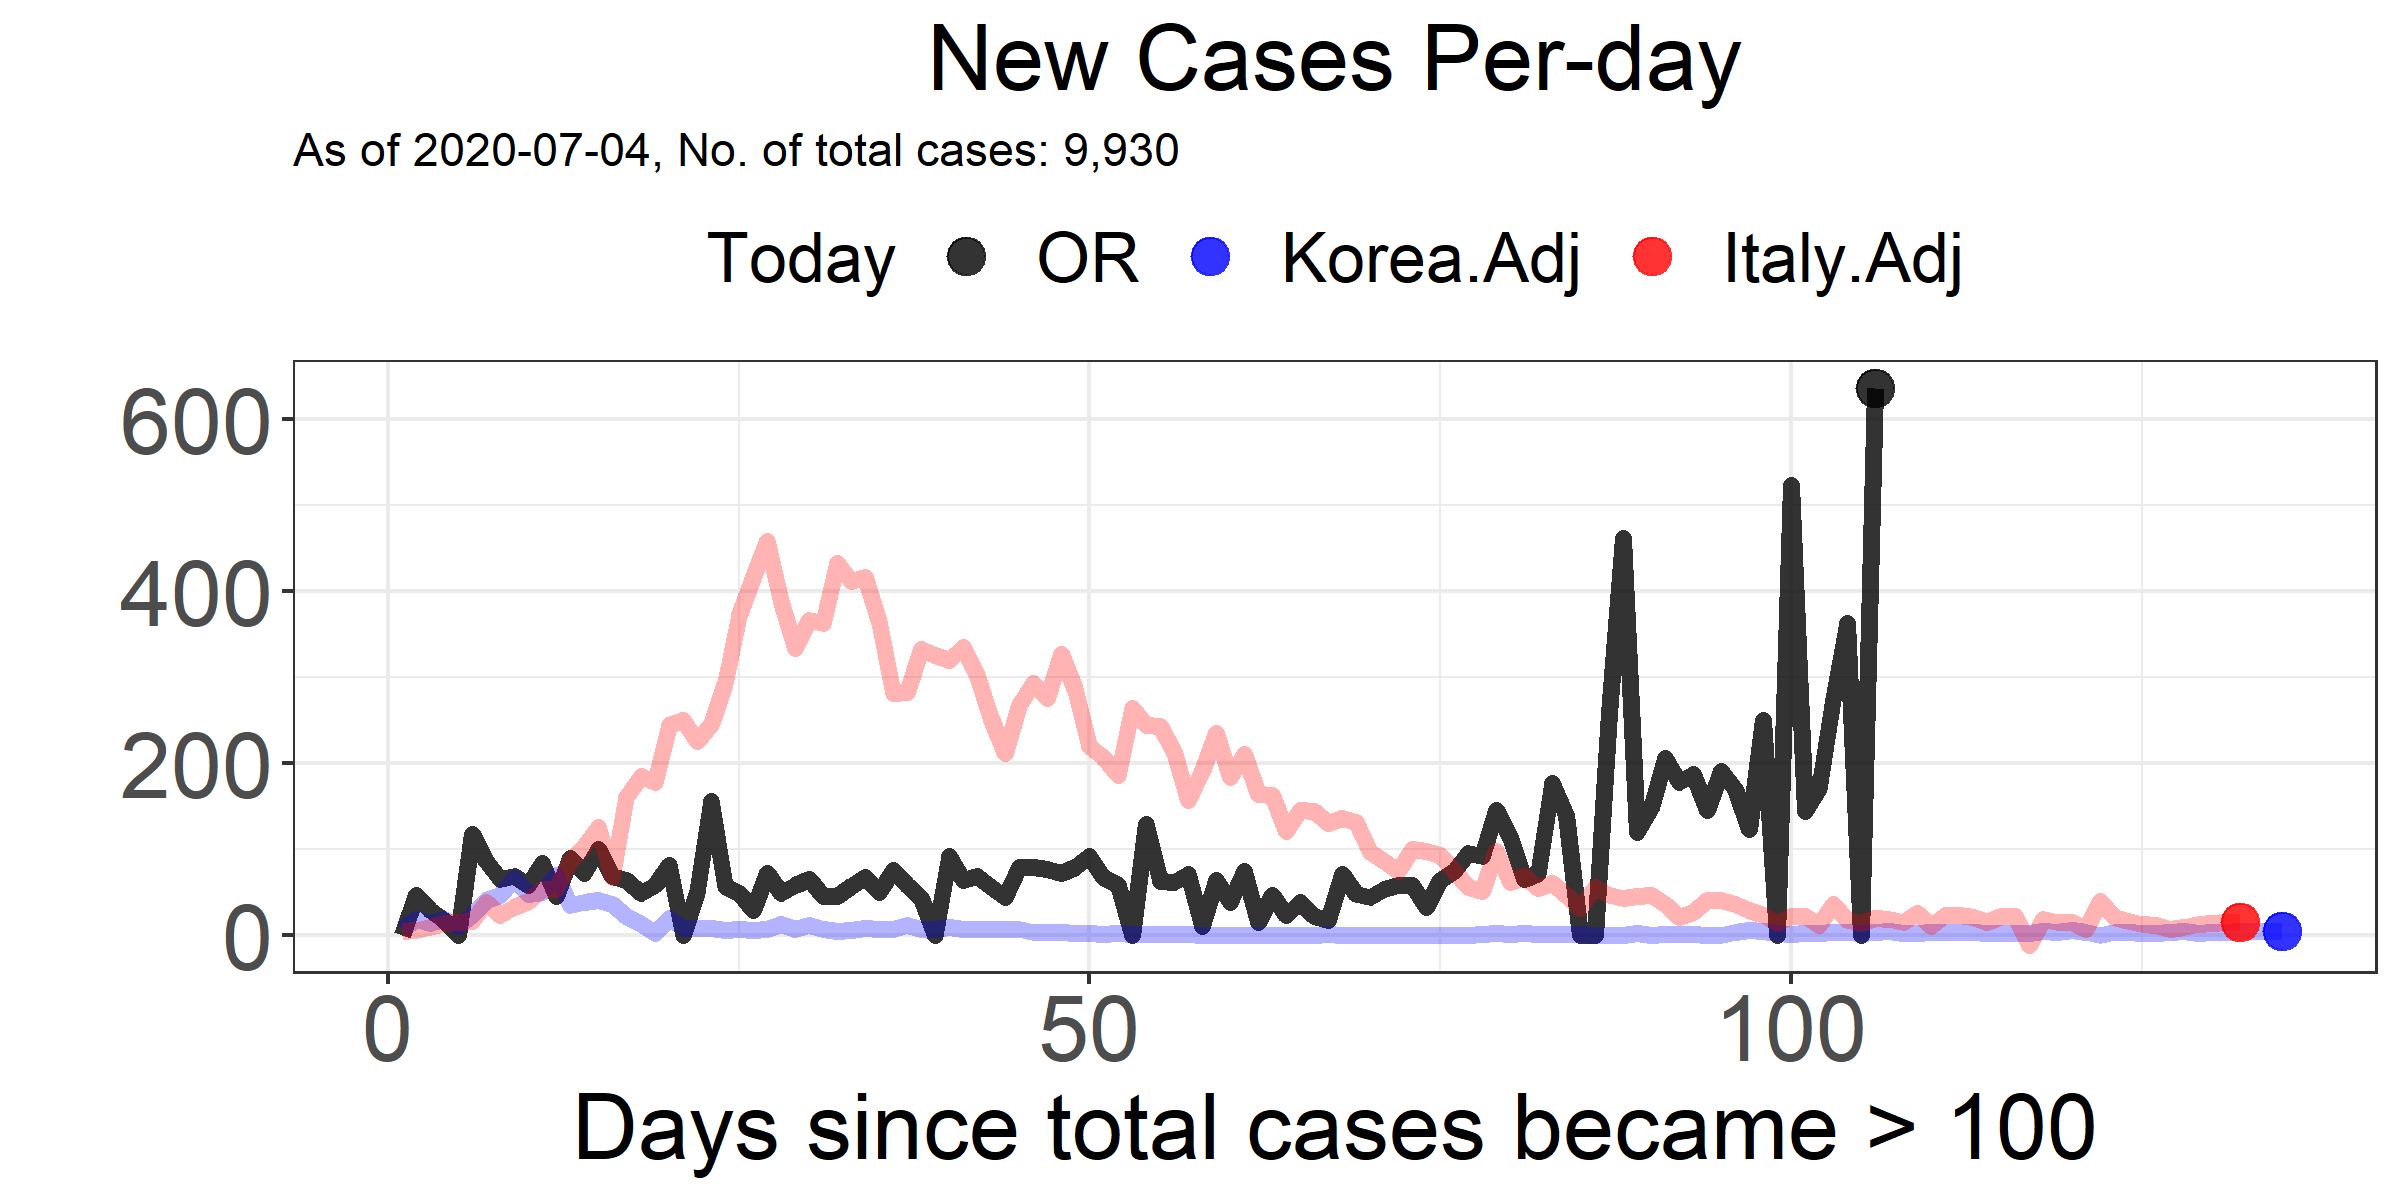 New Cases Per-day
As of 2020-07-04, No. of total cases: 9,930
Today OR Korea.Adj Italy.Adj
600
400
200
0
0 50 100
Days since total cases became > 100